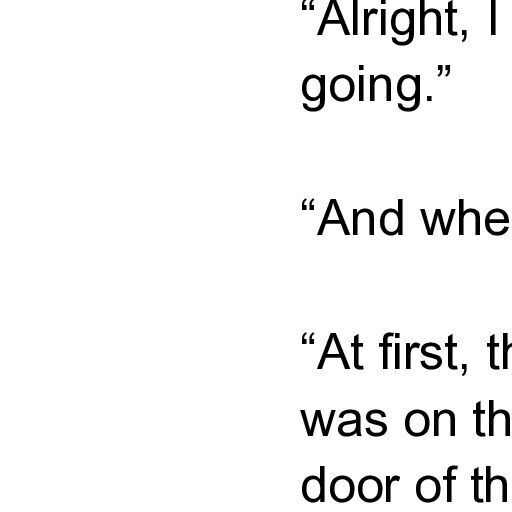 “Alright, I
going.”
“And whe
“At first, th
was on th
door of th